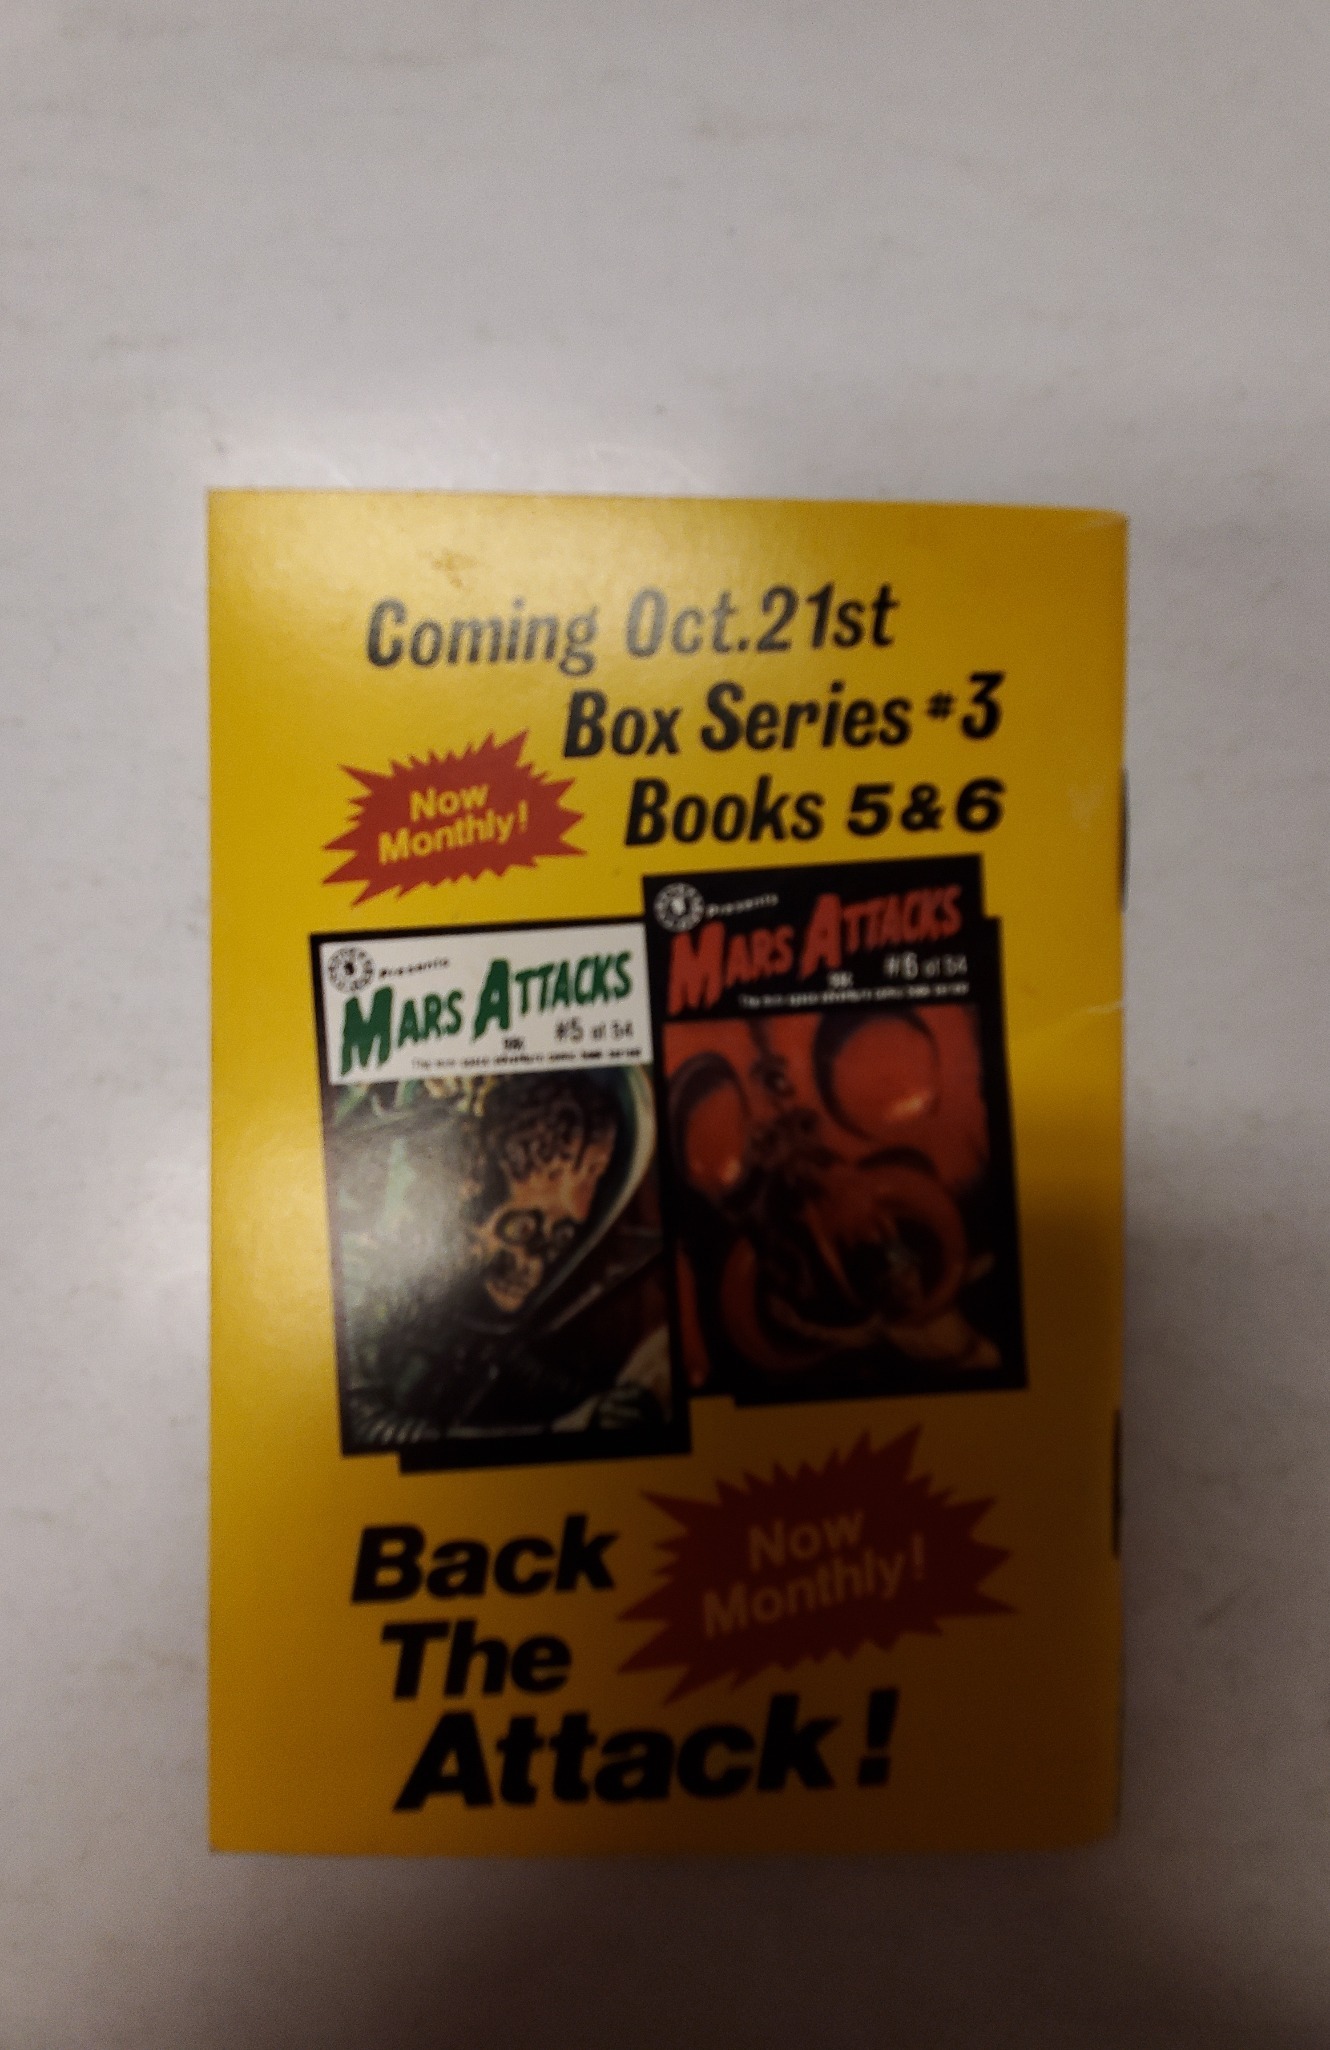 Coming Oct.21st
Box Series #3
Now
Monthly!
Books 5&6
Presents
MARS ATTACKS
#5 of 54
Presents
MARS ATTACKS
#6 of 54
Back
The
Attack!
Now
Monthly!